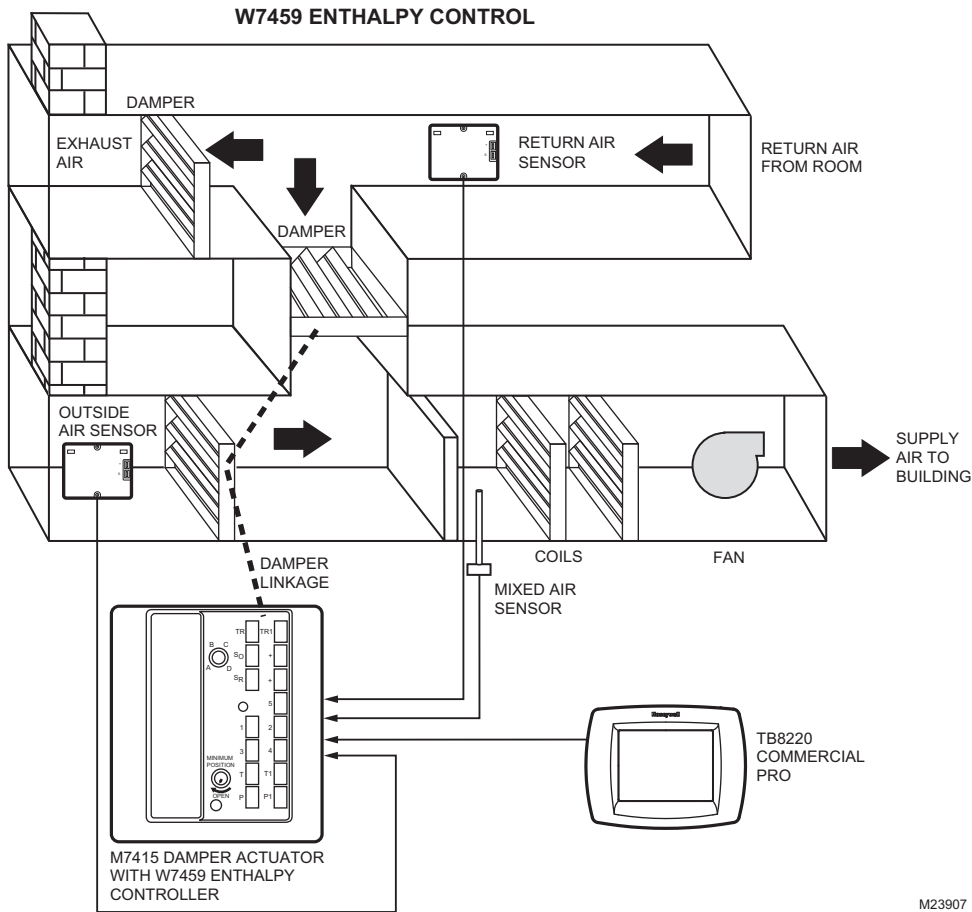 W7459 ENTHALPY CONTROL
DAMPER
EXHAUST
AIR
RETURN AIR
SENSOR
RETURN AIR
FROM ROOM
DAMPER
OUTSIDE
AIR SENSOR
SUPPLY
AIR TO
BUILDING
DAMPER
LINKAGE
COILS
FAN
MIXED AIR
SENSOR
TR TR1
B C
A D
SO +
SR +
5
1 2
3 4
MINIMUM
POSITION
T T1
OPEN
P P1
Honeywell
TB8220
COMMERCIAL
PRO
M7415 DAMPER ACTUATOR
WITH W7459 ENTHALPY
CONTROLLER
M23907